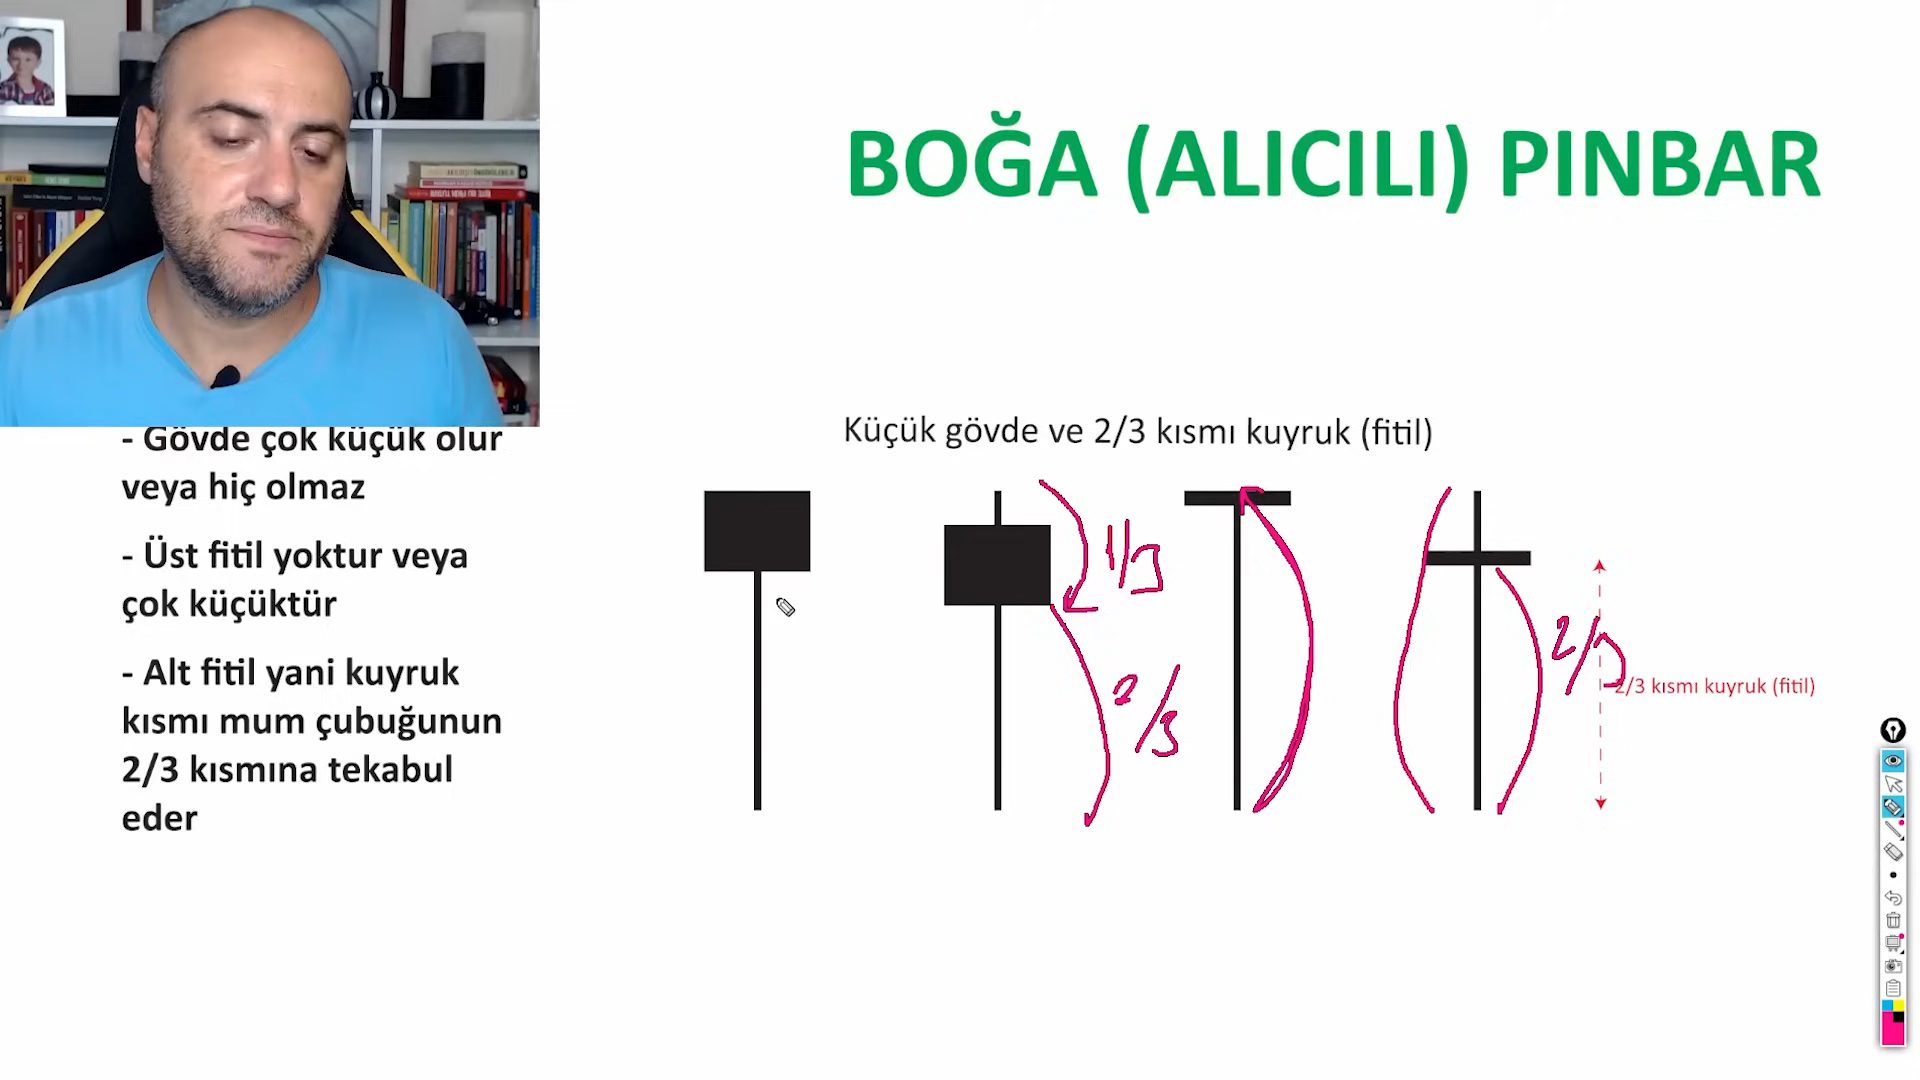 BOĞA (ALICILI) PINBAR
- Gövde çok küçük olur
veya hiç olmaz
- Üst fitil yoktur veya
çok küçüktür
- Alt fitil yani kuyruk
kısmı mum çubuğunun
2/3 kısmına tekabul
eder
Küçük gövde ve 2/3 kısmı kuyruk (fitil)
1/3
2/3
2/3
2/3 kısmı kuyruk (fitil)